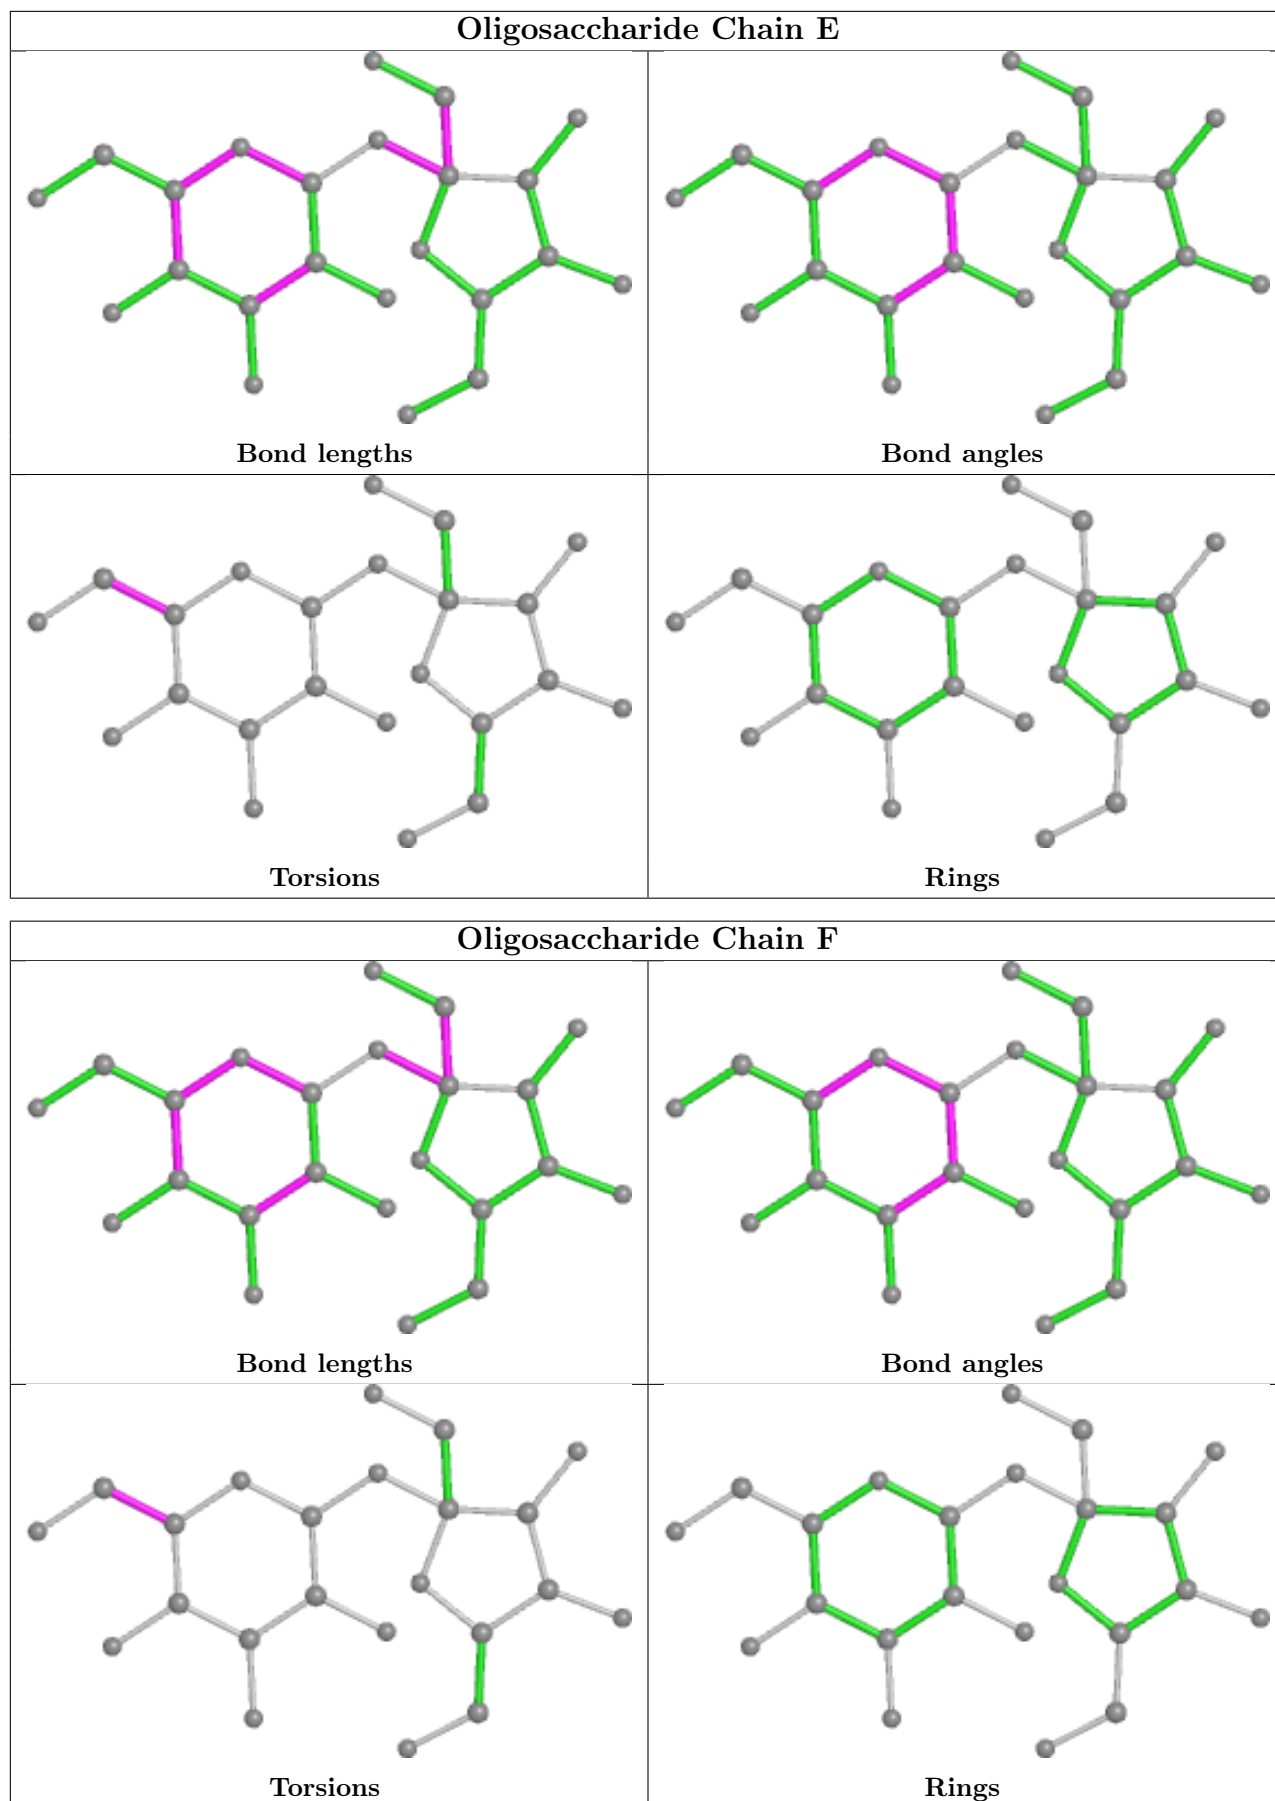 Oligosaccharide Chain E
Bond lengths
Bond angles
Torsions
Rings
Oligosaccharide Chain F
Bond lengths
Bond angles
Torsions
Rings